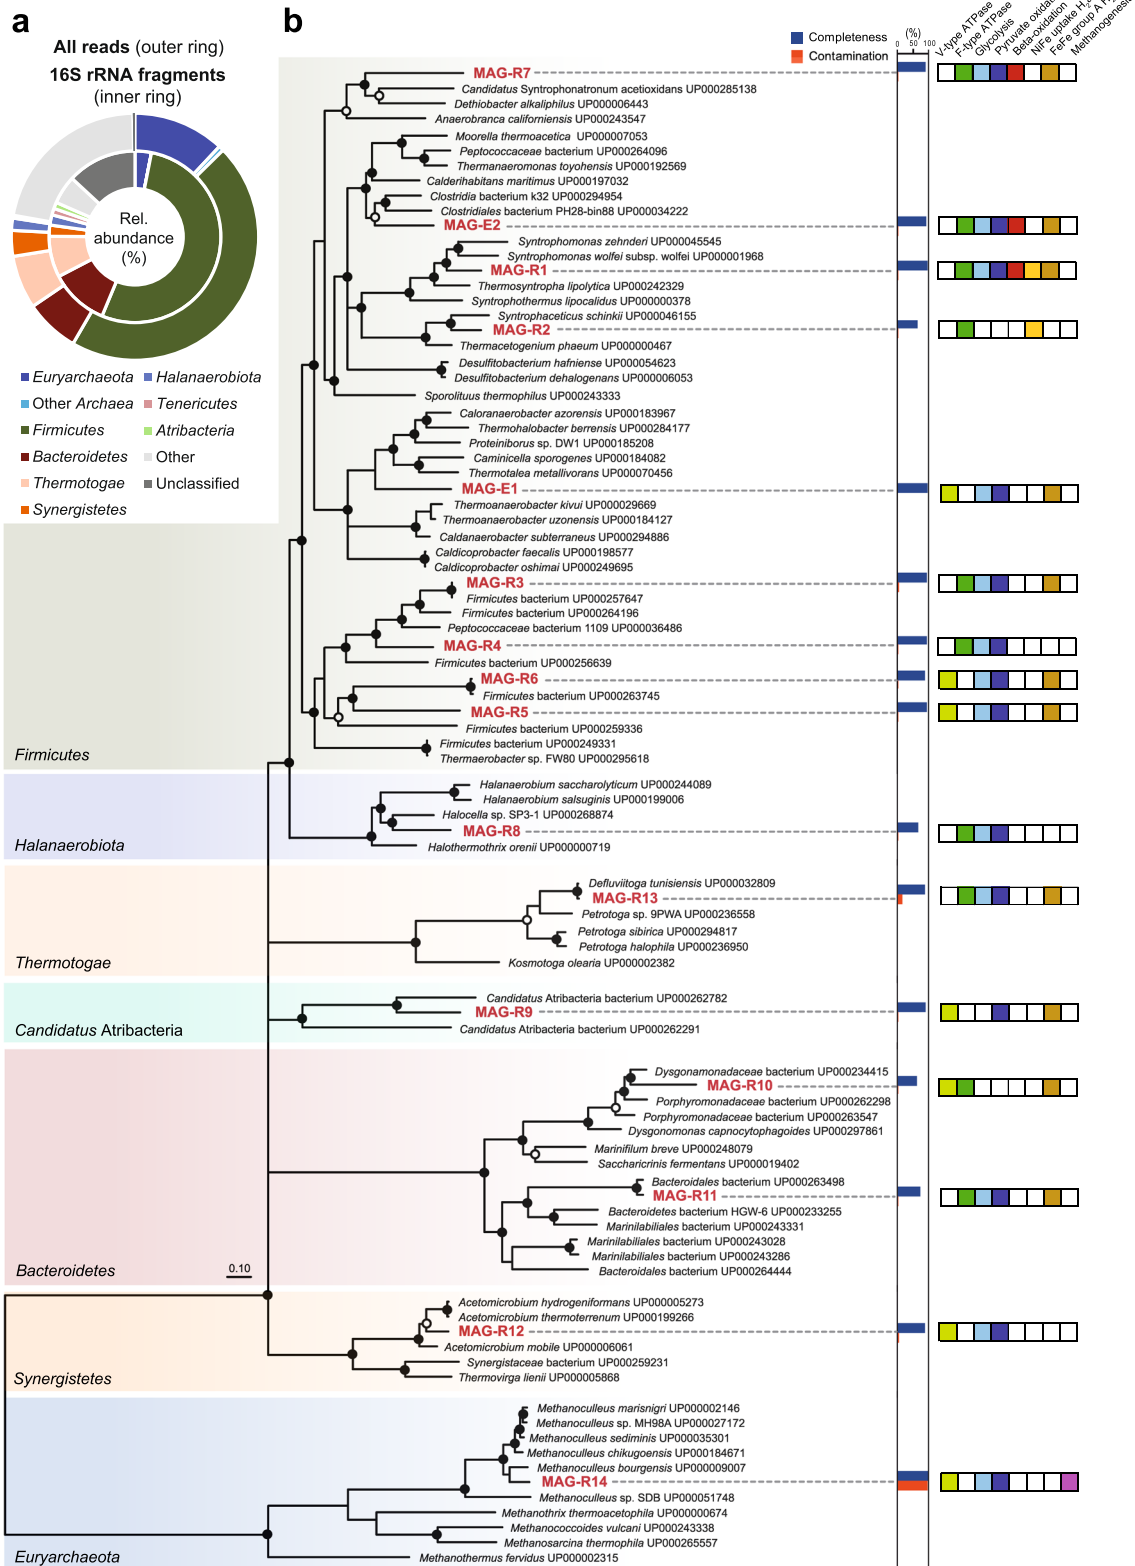 a
All reads (outer ring)
16S rRNA fragments
(inner ring)
Rel.
abundance
(%)
Euryarchaeota
Halanaerobiota
Other Archaea
Tenericutes
Firmicutes
Atribacteria
Bacteroidetes
Other
Thermotogae
Unclassified
Synergistetes
b
Completeness
Contamination
(%)
0 50 100
V-type ATPase
F-type ATPase
Glycolysis
Pyruvate
Beta-oxidation
NiFe uptake
FeFe group A
Methanogenesis
MAG-R7
Candidatus Syntrophonatronum acetioxidans UP000285138
Dethiobacter alkaliphilus UP000006443
Anaerobranca californiensis UP000243547
Moorella thermoacetica UP000007053
Peptococcaceae bacterium UP000264096
Thermanaeromonas toyohensis UP000192569
Calderihabitans maritimus UP000197032
Clostridia bacterium k32 UP000294954
Clostridiales bacterium PH28-bin88 UP000034222
MAG-E2
Syntrophomonas zehnderi UP000045545
Syntrophomonas wolfei subsp. wolfei UP000001968
MAG-R1
Thermosyntropha lipolytica UP000242329
Syntrophothermus lipocalidus UP000000378
Syntrophaceticus schinkii UP000046155
MAG-R2
Thermacetogenium phaeum UP000000467
Desulfitobacterium hafniense UP000054623
Desulfitobacterium dehalogenans UP000006053
Sporolituus thermophilus UP000243333
Caloranaerobacter azorensis UP000183967
Thermohalobacter berrensis UP000284177
Proteiniborus sp. DW1 UP000185208
Caminicella sporogenes UP000184082
Thermotalea metallivorans UP000070456
MAG-E1
Thermoanaerobacter kivui UP000029669
Thermoanaerobacter uzonensis UP000184127
Caldanaerobacter subterraneus UP000294886
Caldicoprobacter faecalis UP000198577
Caldicoprobacter oshimai UP000249695
MAG-R3
Firmicutes bacterium UP000257647
Firmicutes bacterium UP000264196
Peptococcaceae bacterium 1109 UP000036486
MAG-R4
Firmicutes bacterium UP000256639
MAG-R6
Firmicutes bacterium UP000263745
MAG-R5
Firmicutes bacterium UP000259336
Firmicutes bacterium UP000249331
Thermaerobacter sp. FW80 UP000295618
Firmicutes
Halanaerobium saccharolyticum UP000244089
Halanaerobium salsuginis UP000199006
Halocella sp. SP3-1 UP000268874
MAG-R8
Halothermothrix orenii UP000000719
Halanaerobiota
Defluviitoga tunisiensis UP000032809
MAG-R13
Petrotoga sp. 9PWA UP000236558
Petrotoga sibirica UP000294817
Petrotoga halophila UP000236950
Kosmotoga olearia UP000002382
Thermotogae
Candidatus Atribacteria bacterium UP000262782
MAG-R9
Candidatus Atribacteria bacterium UP000262291
Candidatus Atribacteria
Dysgonamonadaceae bacterium UP000234415
MAG-R10
Porphyromonadaceae bacterium UP000262298
Porphyromonadaceae bacterium UP000263547
Dysgonomonas capnocytophagoides UP000297861
Marinifilum breve UP000248079
Saccharicrinis fermentans UP000019402
Bacteroidales bacterium UP000263498
MAG-R11
Bacteroidetes bacterium HGW-6 UP000233255
Marinilabiliales bacterium UP000243331
Marinilabiliales bacterium UP000243028
Marinilabiliales bacterium UP000243286
Bacteroidales bacterium UP000264444
Bacteroidetes
0.10
Acetomicrobium hydrogeniformans UP000005273
Acetomicrobium thermoterrenum UP000199266
MAG-R12
Acetomicrobium mobile UP000006061
Synergistaceae bacterium UP000259231
Thermovirga lienii UP000005868
Synergistetes
Methanoculleus marisnigri UP000002146
Methanoculleus sp. MH98A UP000027172
Methanoculleus sediminis UP000035301
Methanoculleus chikugoensis UP000184671
Methanoculleus bourgensis UP000009007
MAG-R14
Methanoculleus sp. SDB UP000051748
Methanothrix thermoacetophila UP000000674
Methanococcoides vulcani UP000243338
Methanosarcina thermophila UP000265557
Methanothermus fervidus UP000002315
Euryarchaeota